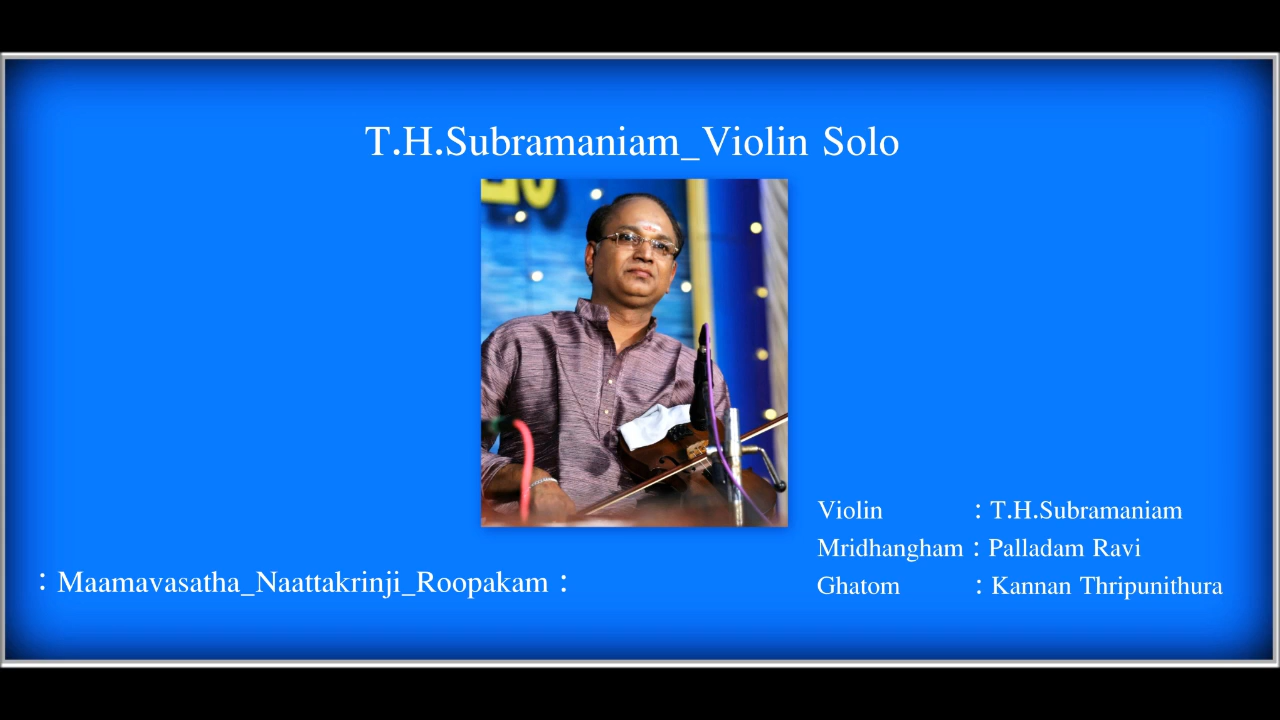 T.H.Subramaniam_Violin Solo
Violin : T.H.Subramaniam
Mridhangham : Palladam Ravi
: Maamavasatha_Naattakrinji_Roopakam :
Ghatom : Kannan Thripunithura